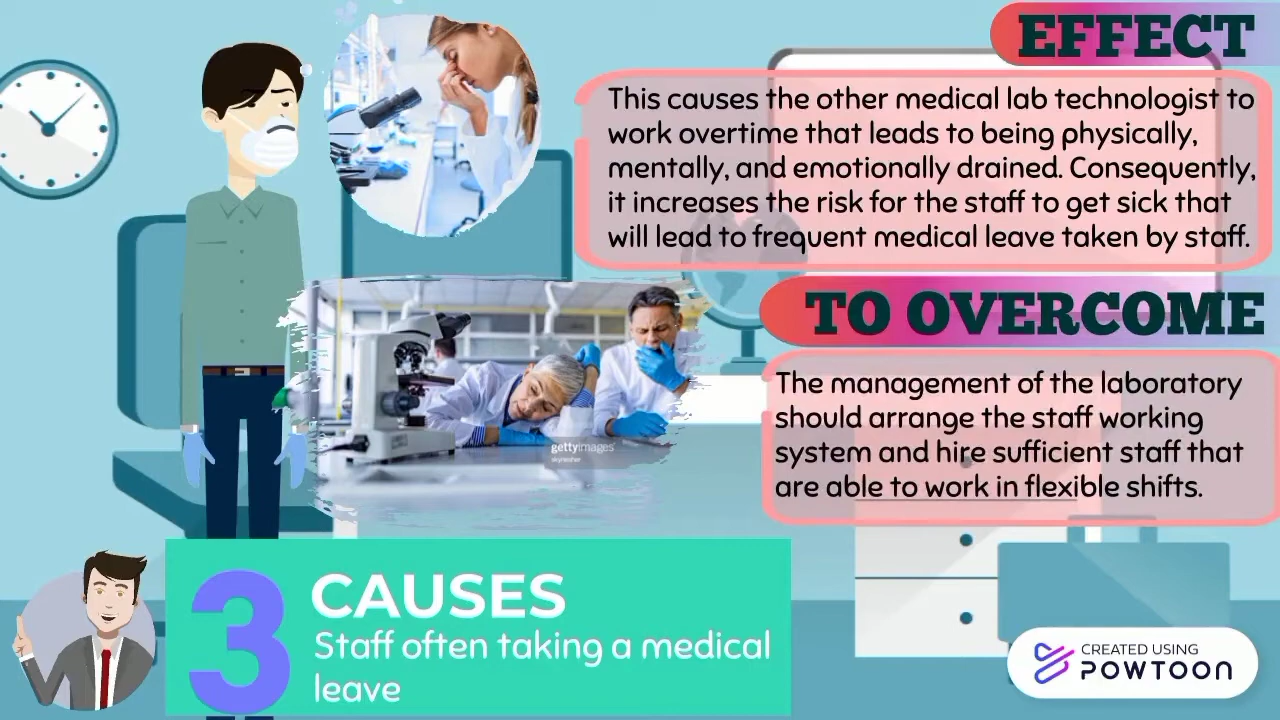 EFFECT
This causes the other medical lab technologist to
work overtime that leads to being physically,
mentally, and emotionally drained. Consequently,
it increases the risk for the staff to get sick that
will lead to frequent medical leave taken by staff.
TO OVERCOME
The management of the laboratory
should arrange the staff working
system and hire sufficient staff that
are able to work in flexible shifts.
gettyimages
skynesher
3
CAUSES
Staff often taking a medical
leave
CREATED USING
POWTOON